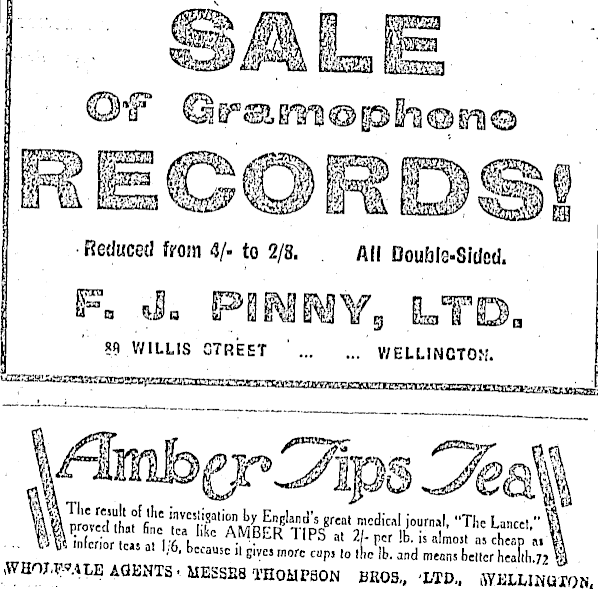 SALE
Of Gramophone
RECORDS!
Reduced from 4/- to 2/8. All Double-Sided.
F. J. PINNY, LTD.
89 WILLIS STREET ... ... WELLINGTON.
Amber Tips Tea
The result of the investigation by England's great medical journal, "The Lancet,"
proved that fine tea like AMBER TIPS at 2/- per lb. is almost as cheap as
inferior teas at 1/6, because it gives more cups to the lb. and means better health.72
WHOLESALE AGENTS · MESSRS THOMPSON BROS., LTD., WELLINGTON.